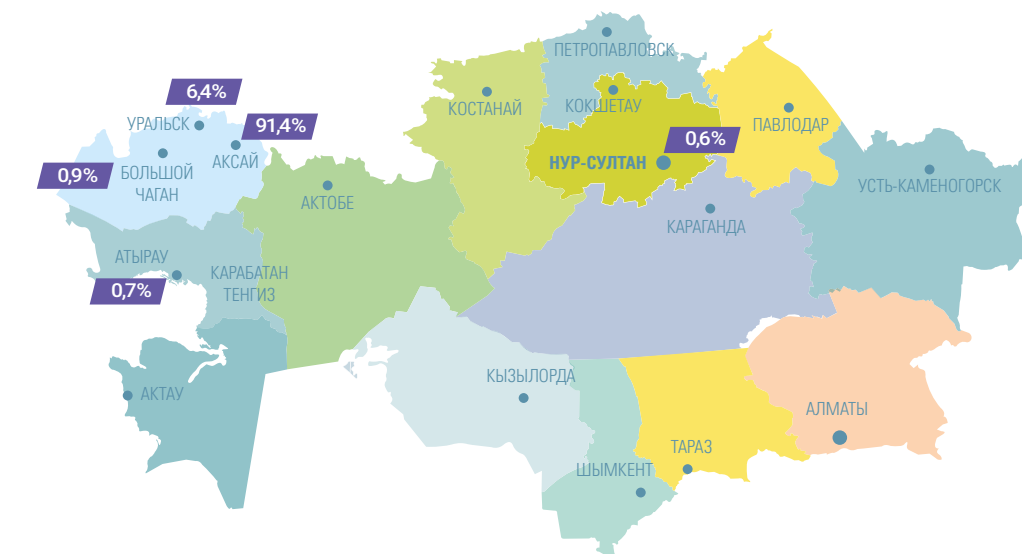 ПЕТРОПАВЛОВСК
6,4%
КОКШЕТАУ
КОСТАНАЙ
УРАЛЬСК
91,4%
ПАВЛОДАР
0,6%
АКСАЙ
НУР-СУЛТАН
0,9%
БОЛЬШОЙ
ЧАГАН
УСТЬ-КАМЕНОГОРСК
АКТОБЕ
КАРАГАНДА
АТЫРАУ
КАРАБАТАН
ТЕНГИЗ
0,7%
КЫЗЫЛОРДА
АКТАУ
АЛМАТЫ
ТАРАЗ
ШЫМКЕНТ